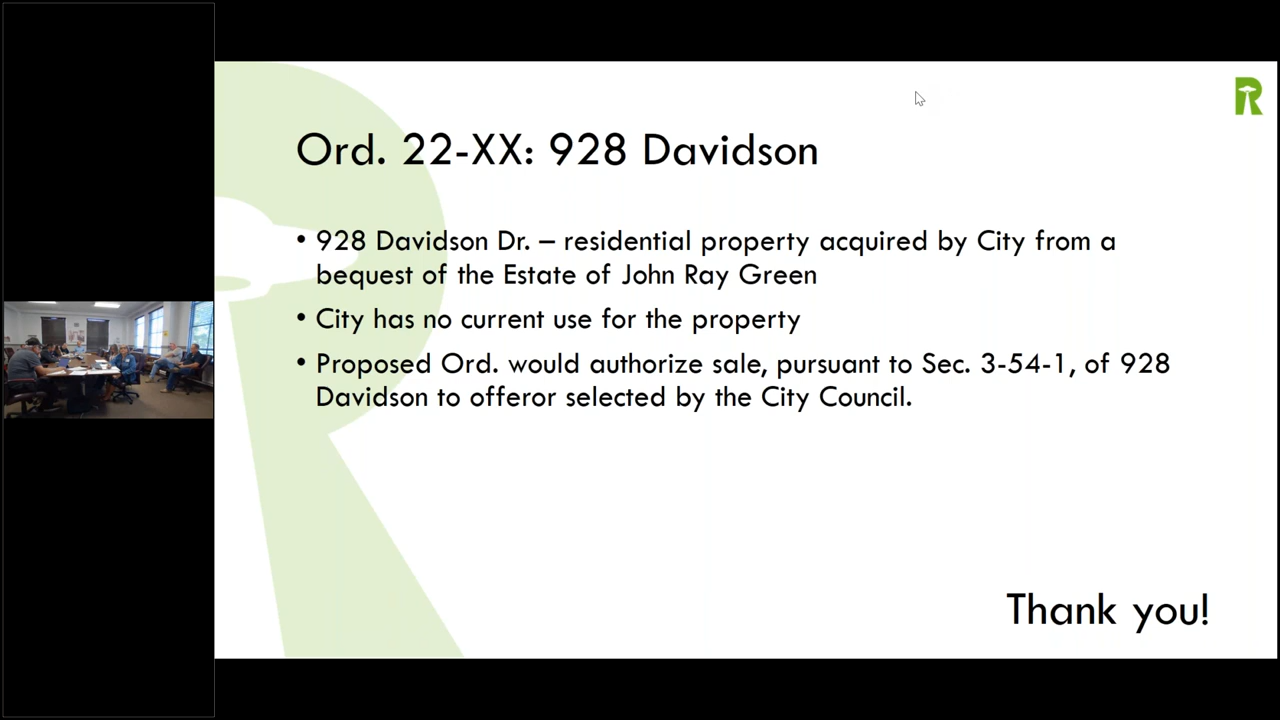 Ord. 22-XX: 928 Davidson
• 928 Davidson Dr. – residential property acquired by City from a
bequest of the Estate of John Ray Green
• City has no current use for the property
• Proposed Ord. would authorize sale, pursuant to Sec. 3-54-1, of 928
Davidson to offeror selected by the City Council.
Thank you!